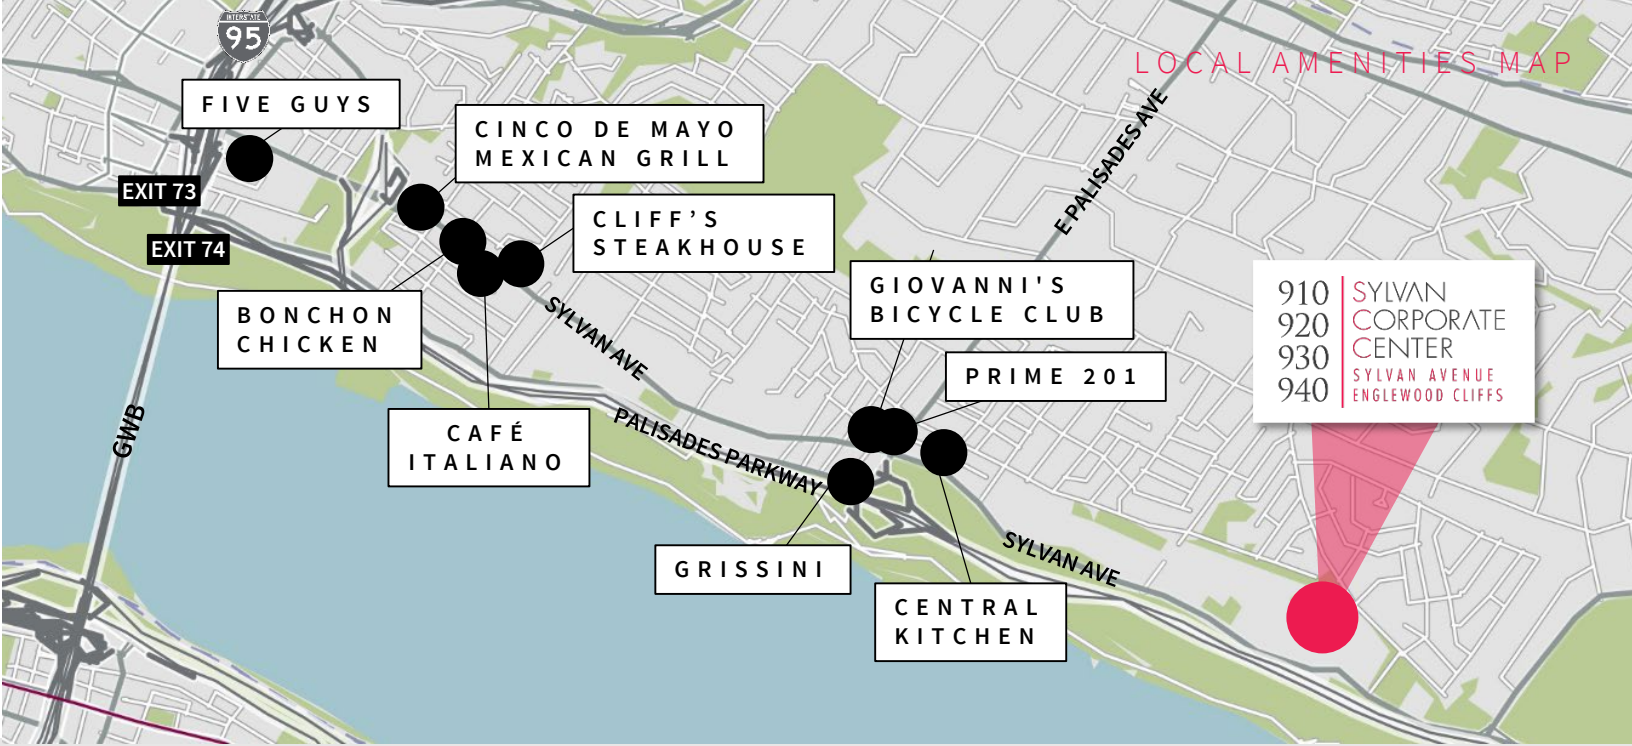 INTERSTATE
95
LOCAL AMENITIES MAP
FIVE GUYS
CINCO DE MAYO
MEXICAN GRILL
E PALISADES AVE
EXIT 73
CLIFF’S
STEAKHOUSE
EXIT 74
GIOVANNI'S
BICYCLE CLUB
910
920
930
940
SYLVAN
CORPORATE
CENTER
SYLVAN AVENUE
ENGLEWOOD CLIFFS
BONCHON
CHICKEN
SYLVAN AVE
PRIME 201
GWB
CAFÉ
ITALIANO
PALISADES PARKWAY
GRISSINI
SYLVAN AVE
CENTRAL
KITCHEN